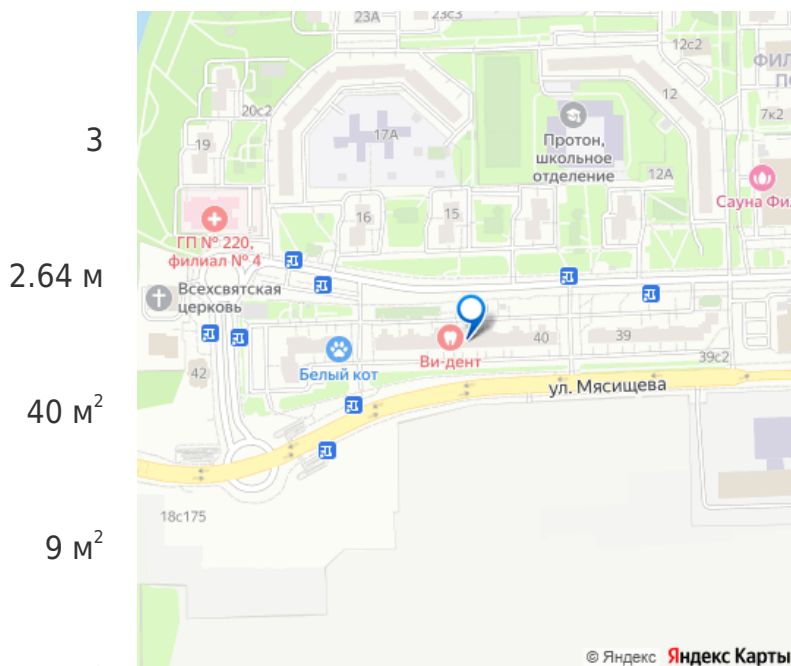 3
2.64 м
40 м²
9 м²
23А
23с3
12с2
20с2
17А
12
7к2
19
Протон,
школьное
отделение
12А
Сауна Фил
16
15
ГП № 220,
филиал № 4
Всехсвятская
церковь
40
39
Ви-дент
39с2
Белый кот
42
ул. Мясищева
18с175
© Яндекс Яндекс Карты